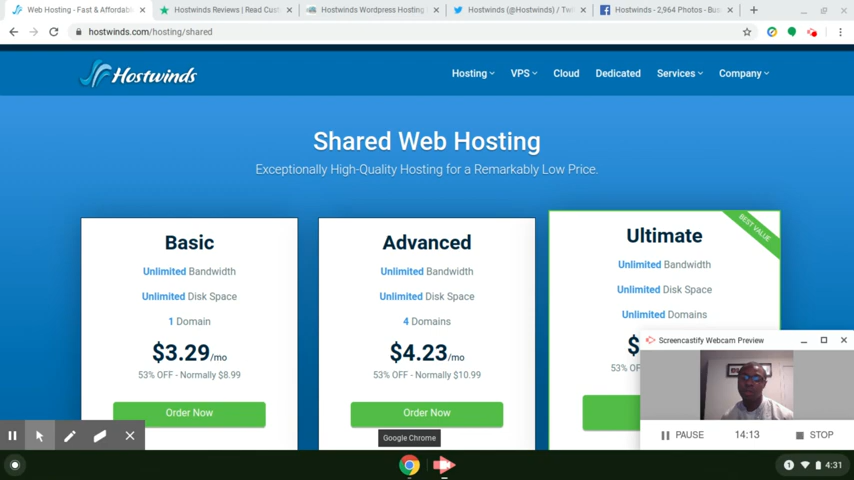 Web Hosting - Fast & Affordabl
Hostwinds Reviews | Read Cust
Hostwinds Wordpress Hosting
Hostwinds (@Hostwinds) / Twi
Hostwinds - 2,964 Photos - Bus
hostwinds.com/hosting/shared
Hostwinds
Hosting
VPS
Cloud
Dedicated
Services
Company
Shared Web Hosting
Exceptionally High-Quality Hosting for a Remarkably Low Price.
Basic
Unlimited Bandwidth
Unlimited Disk Space
1 Domain
$3.29/mo
53% OFF - Normally $8.99
Order Now
Advanced
Unlimited Bandwidth
Unlimited Disk Space
4 Domains
$4.23/mo
53% OFF - Normally $10.99
Order Now
BEST VALUE
Ultimate
Unlimited Bandwidth
Unlimited Disk Space
Unlimited Domains
$
53% OF
Screencastify Webcam Preview
PAUSE
14:13
STOP
Google Chrome
1
4:31